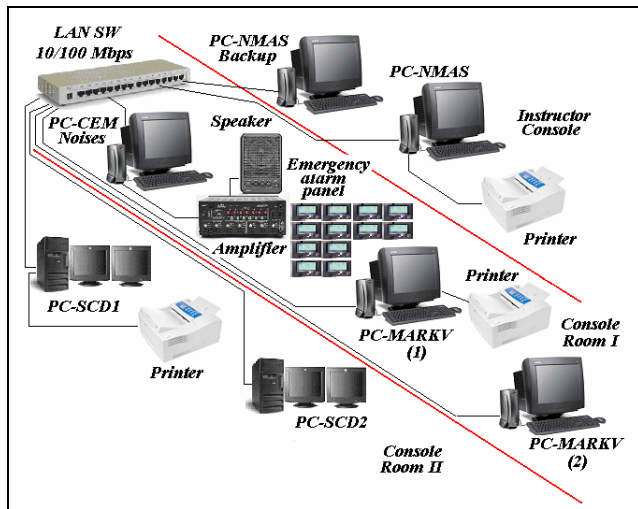 LAN SW
10/100 Mbps
PC-NMAS
Backup
PC-NMAS
PC-CEM
Noises
Speaker
Instructor
Console
Emergency
alarm
panel
Amplifier
Printer
PC-SCD1
Printer
PC-MARKV
(1)
Printer
Console
Room I
PC-SCD2
Console
Room II
PC-MARKV
(2)